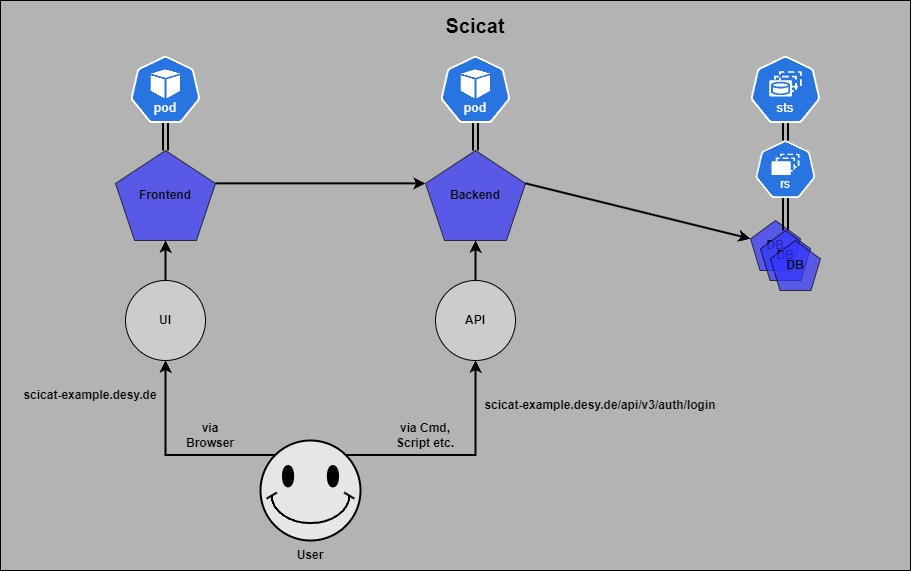 Scicat
pod
pod
sts
rs
Frontend
Backend
DB
DB
DB
UI
API
scicat-example.desy.de
scicat-example.desy.de/api/v3/auth/login
via
Browser
via Cmd,
Script etc.
User